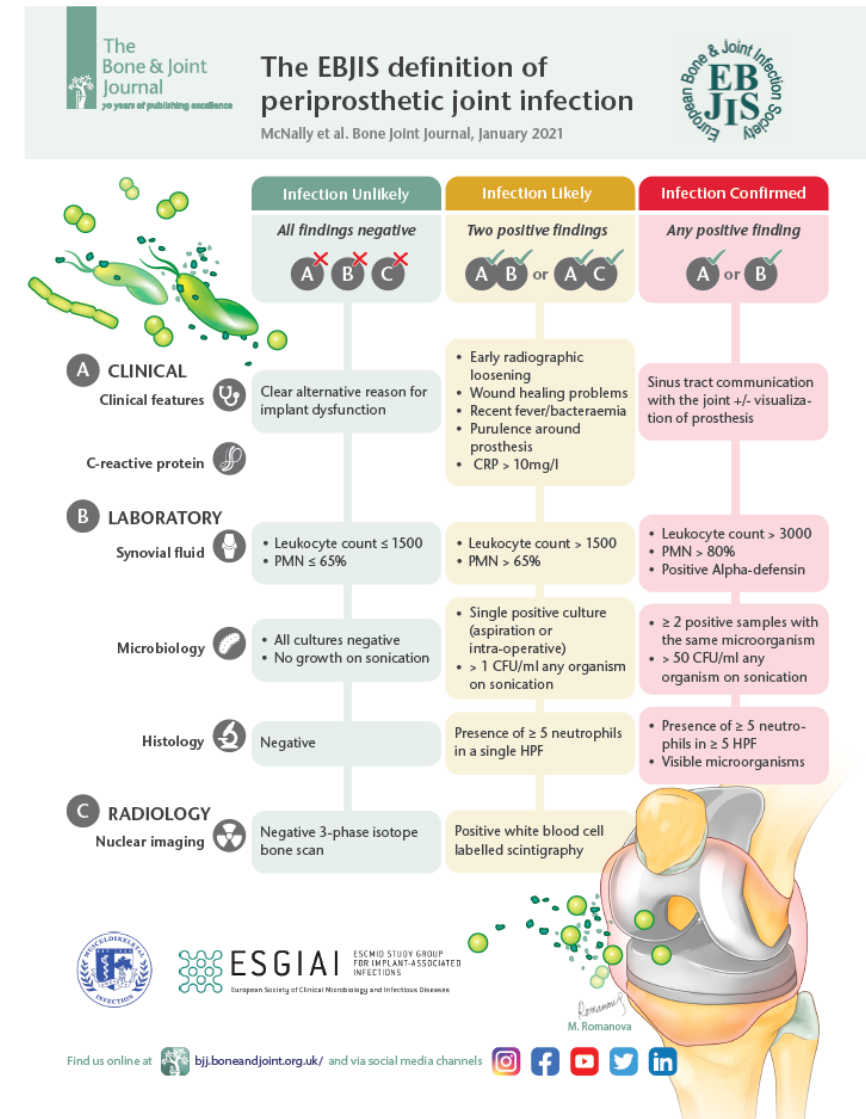 The
Bone & Joint
Journal
70 years of publishing excellence
The EBJIS definition of
periprosthetic joint infection
McNally et al. Bone Joint Journal, January 2021
European Bone & Joint Infection Society
EB
JIS
Infection Unlikely
All findings negative
A B C
Infection Likely
Two positive findings
A B or A C
Infection Confirmed
Any positive finding
A or B
A CLINICAL
Clinical features
Clear alternative reason for
implant dysfunction
• Early radiographic
loosening
• Wound healing problems
• Recent fever/bacteraemia
• Purulence around
prosthesis
• CRP > 10mg/l
Sinus tract communication
with the joint +/- visualiza-
tion of prosthesis
C-reactive protein
B LABORATORY
Synovial fluid
• Leukocyte count ≤ 1500
• PMN ≤ 65%
• Leukocyte count > 1500
• PMN > 65%
• Leukocyte count > 3000
• PMN > 80%
• Positive Alpha-defensin
Microbiology
• All cultures negative
• No growth on sonication
• Single positive culture
(aspiration or
intra-operative)
• > 1 CFU/ml any organism
on sonication
• ≥ 2 positive samples with
the same microorganism
• > 50 CFU/ml any
organism on sonication
Histology
Negative
Presence of ≥ 5 neutrophils
in a single HPF
• Presence of ≥ 5 neutro-
phils in ≥ 5 HPF
• Visible microorganisms
C RADIOLOGY
Nuclear imaging
Negative 3-phase isotope
bone scan
Positive white blood cell
labelled scintigraphy
MUSCULOSKELETAL
INFECTION
ESGIAI
ESCMID STUDY GROUP
FOR IMPLANT-ASSOCIATED
INFECTIONS
European Society of Clinical Microbiology and Infectious Diseases
Romanova
M. Romanova
Find us online at bjj.boneandjoint.org.uk/ and via social media channels